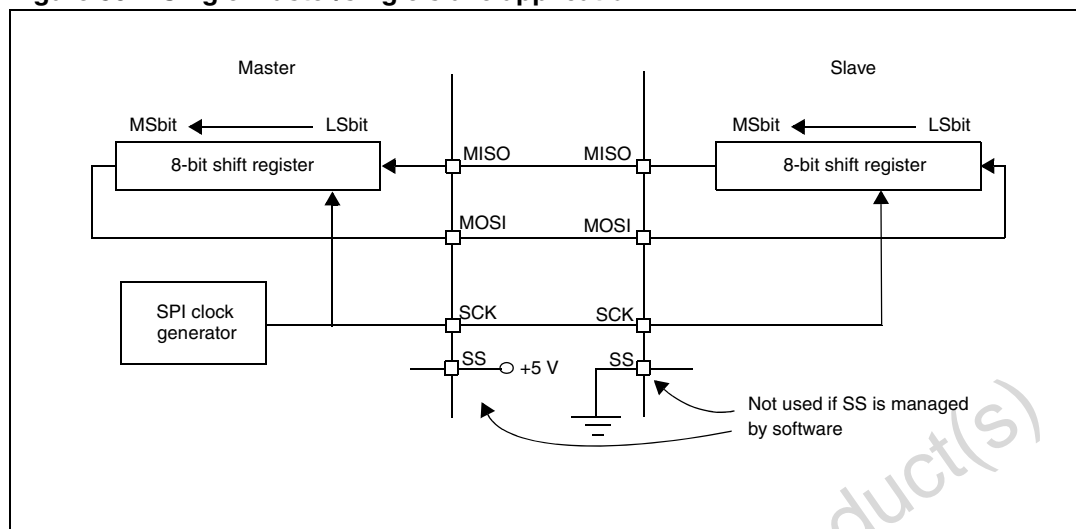 Master
Slave
MSbit
LSbit
MSbit
LSbit
8-bit shift register
MISO
MISO
8-bit shift register
MOSI
MOSI
SPI clock
generator
SCK
SCK
SS
+5 V
SS
Not used if SS is managed
by software